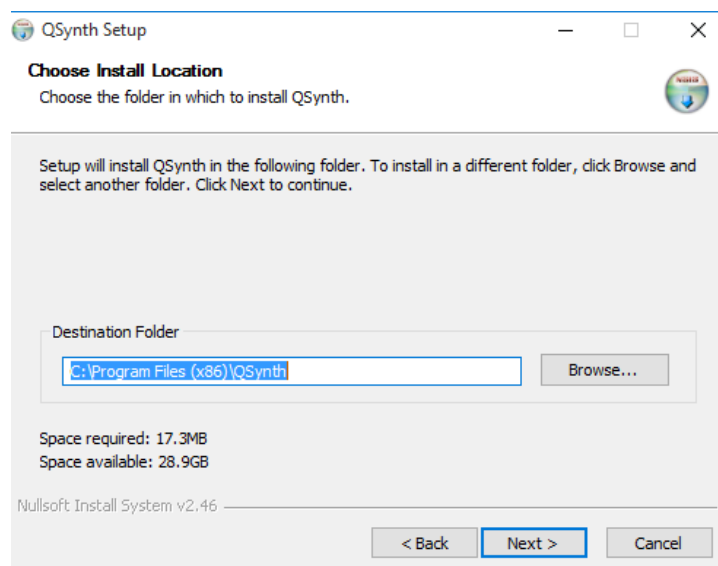 QSynth Setup
Choose Install Location
Choose the folder in which to install QSynth.
Setup will install QSynth in the following folder. To install in a different folder, click Browse and
select another folder. Click Next to continue.
Destination Folder
C:\Program Files (x86)\QSynth
Browse...
Space required: 17.3MB
Space available: 28.9GB
Nullsoft Install System v2.46
< Back
Next >
Cancel